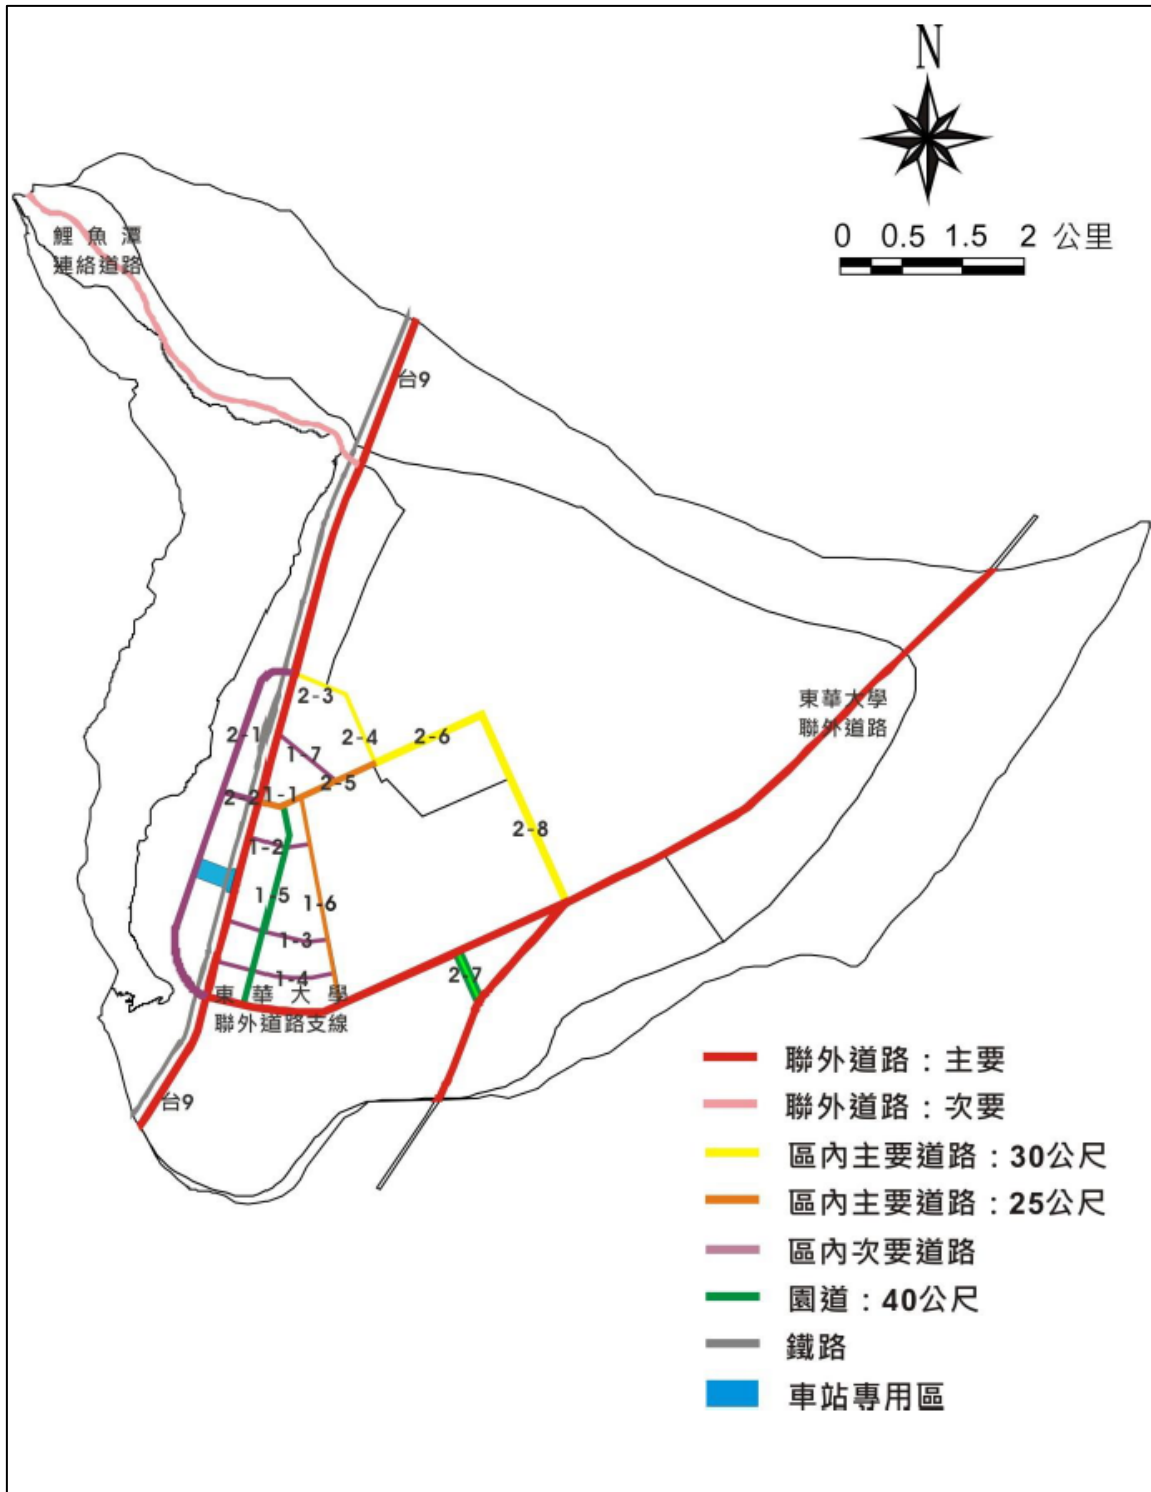 N
0 0.5 1.5 2 公里
鯉魚潭
連絡道路
台9
2-3
2-1
1-7
2-4
2-6
2-5
2-2
1-1
2-8
1-2
1-5
1-6
1-3
1-4
2-7
東華大學
聯外道路
東華大學
聯外道路支線
台9
聯外道路：主要
聯外道路：次要
區內主要道路：30公尺
區內主要道路：25公尺
區內次要道路
園道：40公尺
鐵路
車站專用區